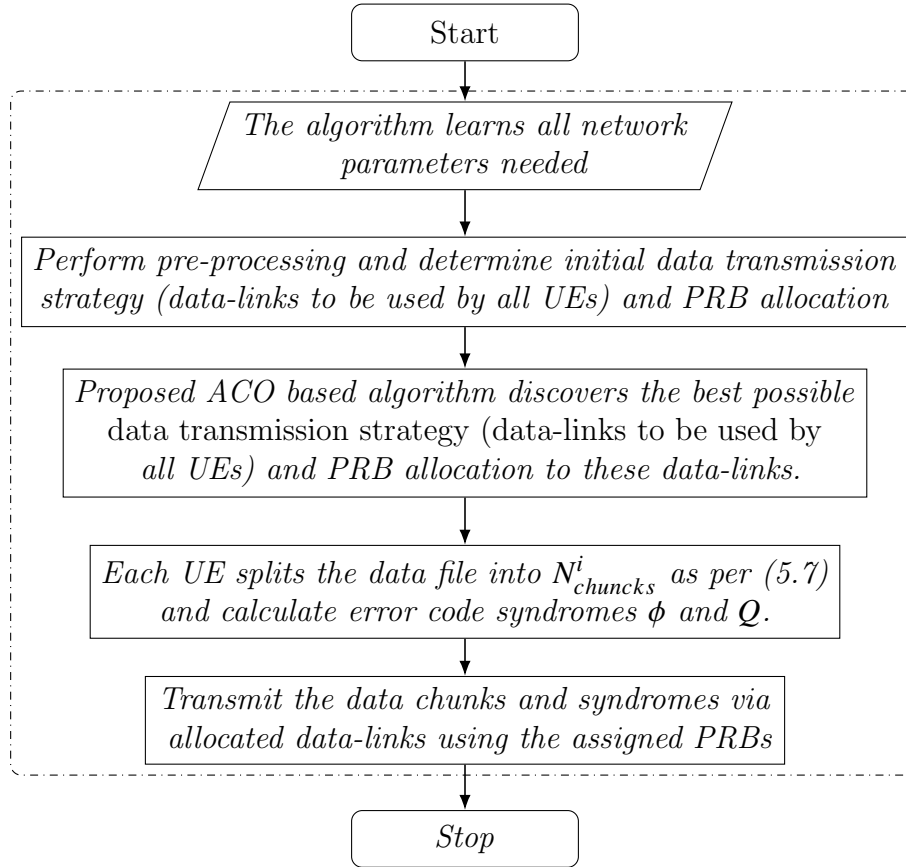 Start
The algorithm learns all network
parameters needed
Perform pre-processing and determine initial data transmission
strategy (data-links to be used by all UEs) and PRB allocation
Proposed ACO based algorithm discovers the best possible
data transmission strategy (data-links to be used by
all UEs) and PRB allocation to these data-links.
Each UE splits the data file into N^i_{chuncks} as per (5.7)
and calculate error code syndromes ϕ and Q.
Transmit the data chunks and syndromes via
allocated data-links using the assigned PRBs
Stop